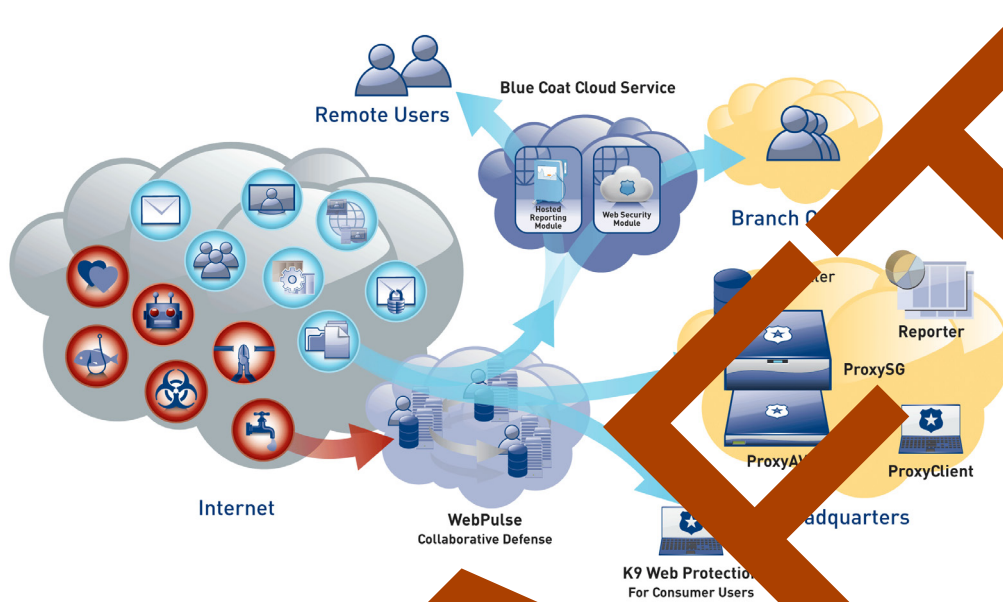 Remote Users
Blue Coat Cloud Service
Hosted
Reporting
Module
Web Security
Module
Branch
Reporter
ProxySG
ProxyClient
Internet
WebPulse
Collaborative Defense
K9 Web Protection
For Consumer Users